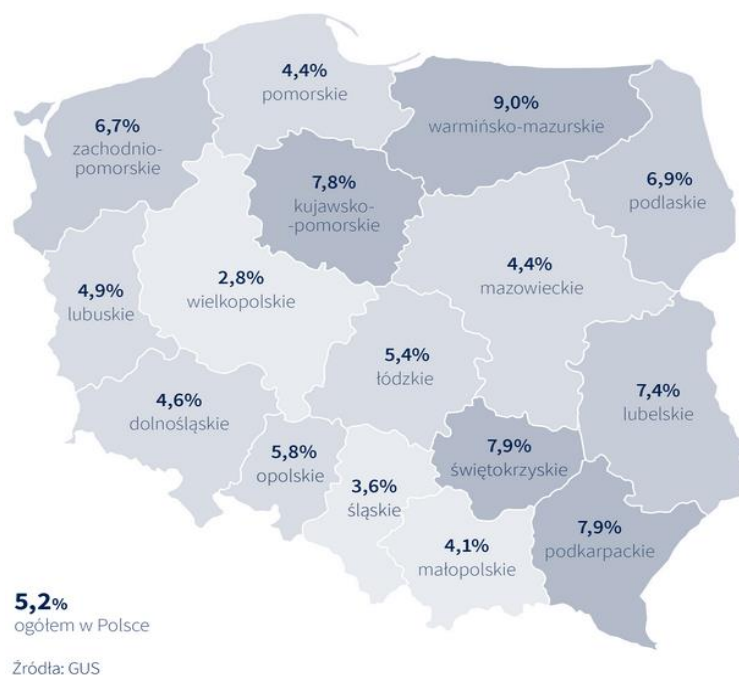 4,4%
pomorskie
9,0%
warmińsko-mazurskie
6,7%
zachodnio-
pomorskie
7,8%
kujawsko-
-pomorskie
6,9%
podlaskie
4,9%
lubuskie
2,8%
wielkopolskie
4,4%
mazowieckie
5,4%
łódzkie
4,6%
dolnośląskie
7,4%
lubelskie
5,8%
opolskie
3,6%
śląskie
7,9%
świętokrzyskie
4,1%
małopolskie
7,9%
podkarpackie
5,2%
ogółem w Polsce
Źródła: GUS